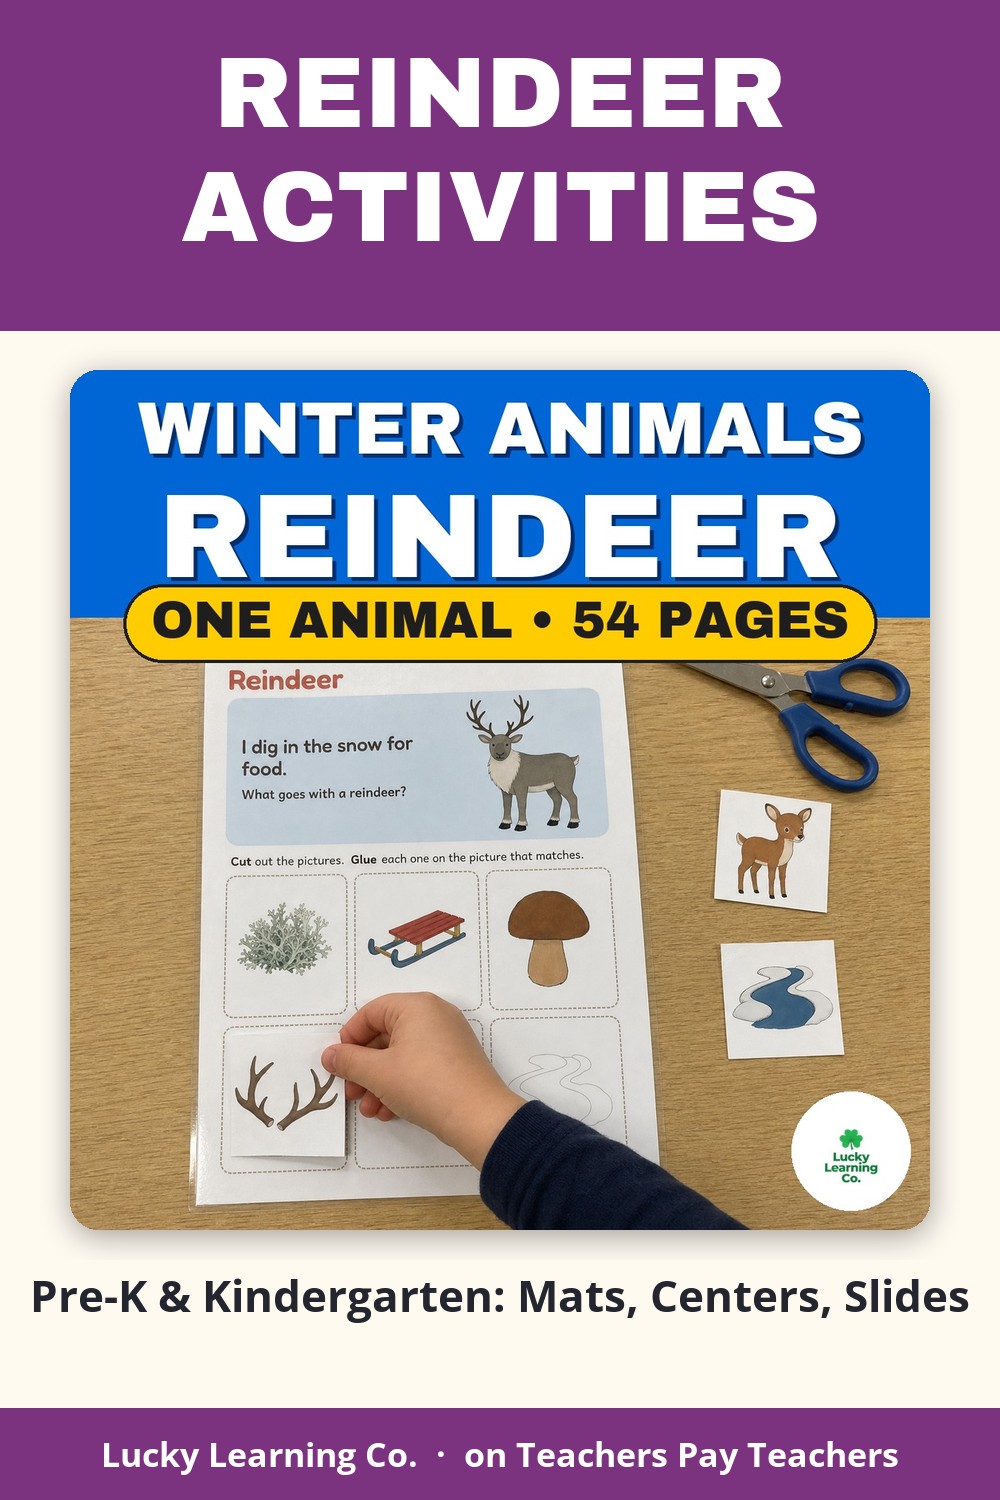 REINDEER
ACTIVITIES
WINTER ANIMALS
REINDEER
ONE ANIMAL • 54 PAGES
Reindeer
I dig in the snow for
food.
What goes with a reindeer?
Cut out the pictures. Glue each one on the picture that matches.
Lucky
Learning
Co.
Pre-K & Kindergarten: Mats, Centers, Slides
Lucky Learning Co. · on Teachers Pay Teachers